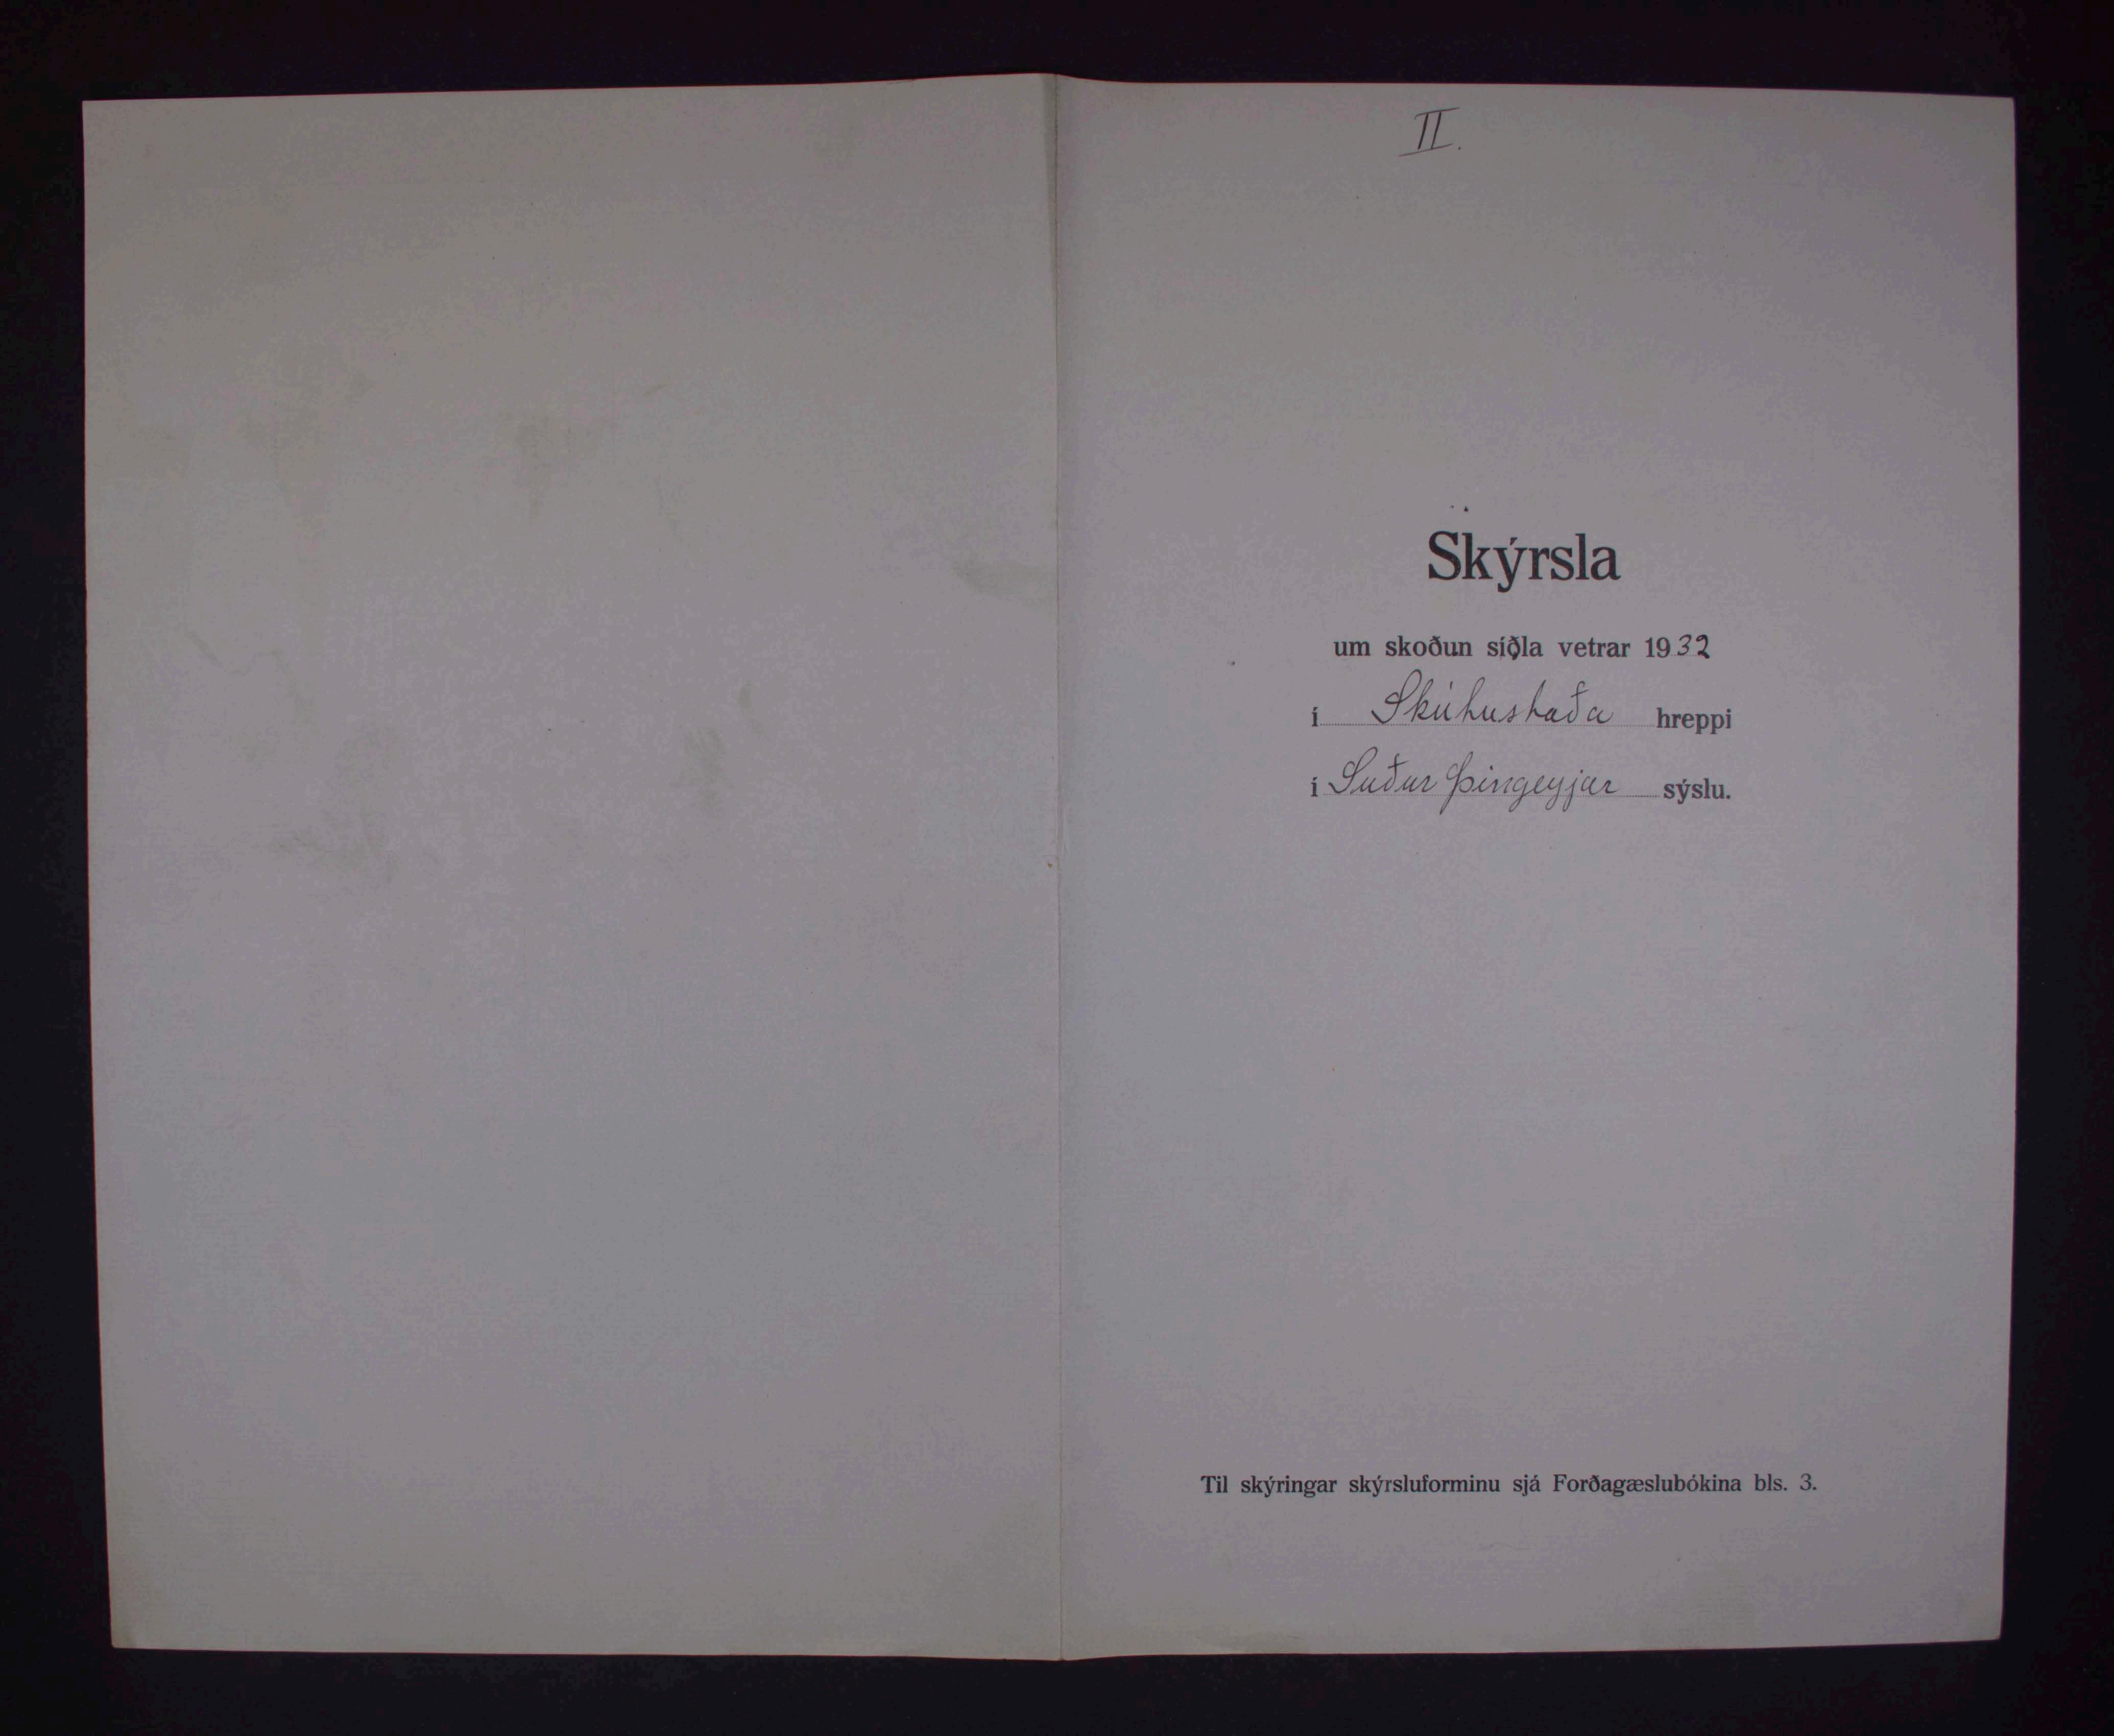 II.
Skýrsla
um skoðun síðla vetrar 1932
í Skútustaða hreppi
í Suður Þingeyjar sýslu.
Til skýringar skýrsluforminu sjá Forðagæslubókina bls. 3.